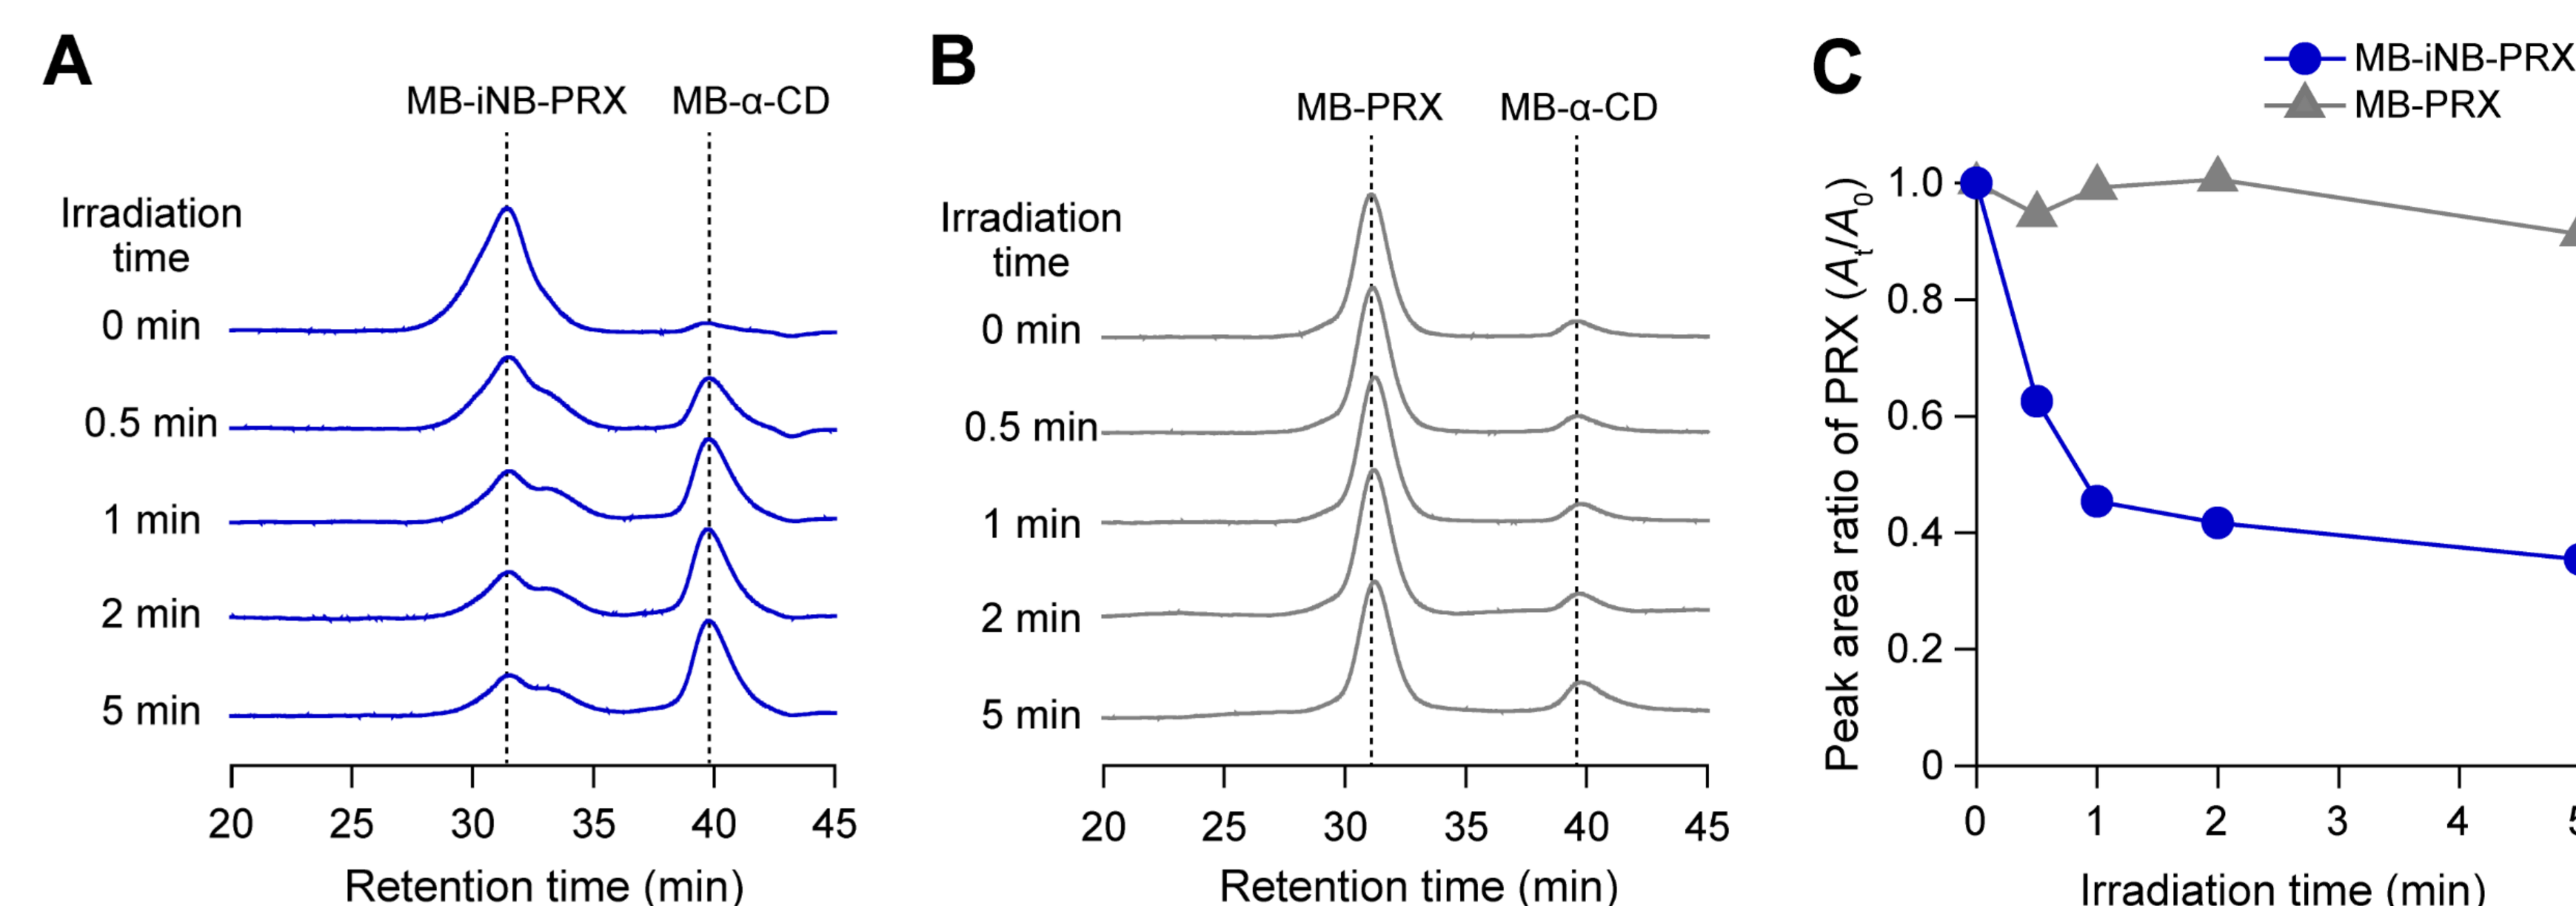 A
MB-iNB-PRX
MB-α-CD
Irradiation
time
0 min
0.5 min
1 min
2 min
5 min
20
25
30
35
40
45
Retention time (min)
B
MB-PRX
MB-α-CD
Irradiation
time
0 min
0.5 min
1 min
2 min
5 min
20
25
30
35
40
45
Retention time (min)
C
MB-iNB-PRX
MB-PRX
Peak area ratio of PRX (At/A0)
1.0
0.8
0.6
0.4
0.2
0
0
1
2
3
4
5
Irradiation time (min)